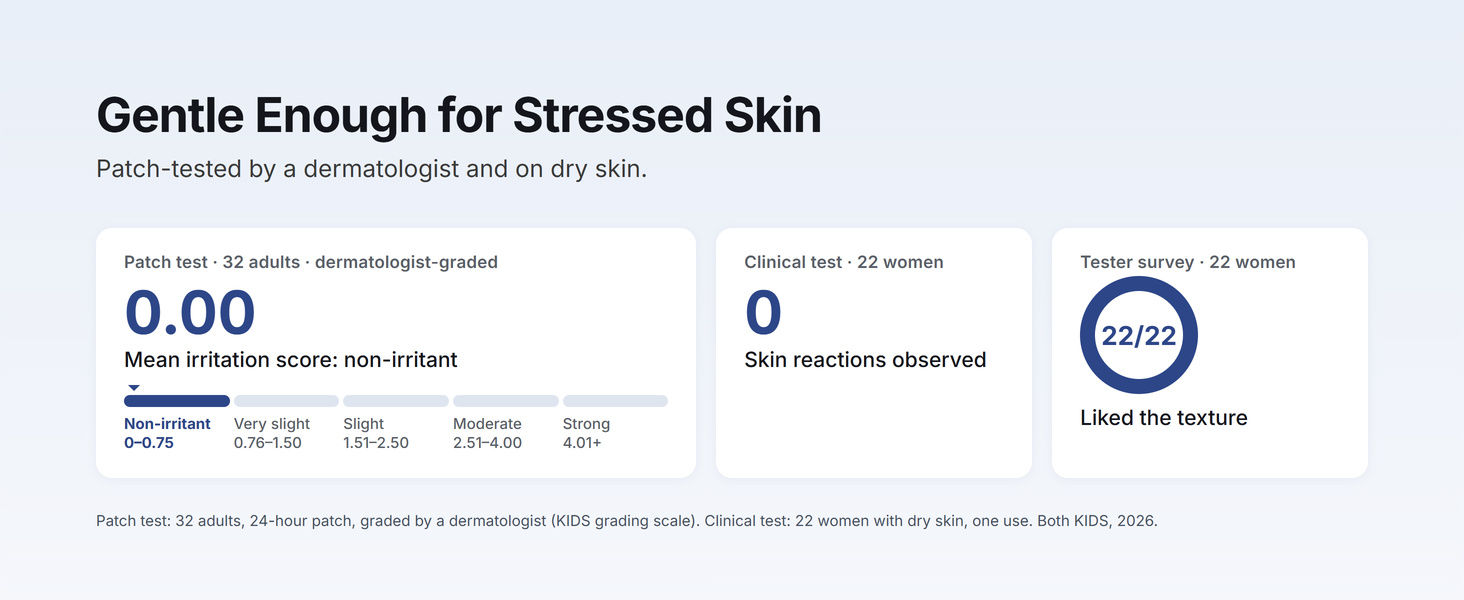 Gentle Enough for Stressed Skin
Patch-tested by a dermatologist and on dry skin.
Patch test · 32 adults · dermatologist-graded
0.00
Mean irritation score: non-irritant
Non-irritant
0–0.75
Very slight
0.76–1.50
Slight
1.51–2.50
Moderate
2.51–4.00
Strong
4.01+
Clinical test · 22 women
0
Skin reactions observed
Tester survey · 22 women
22/22
Liked the texture
Patch test: 32 adults, 24-hour patch, graded by a dermatologist (KIDS grading scale). Clinical test: 22 women with dry skin, one use. Both KIDS, 2026.